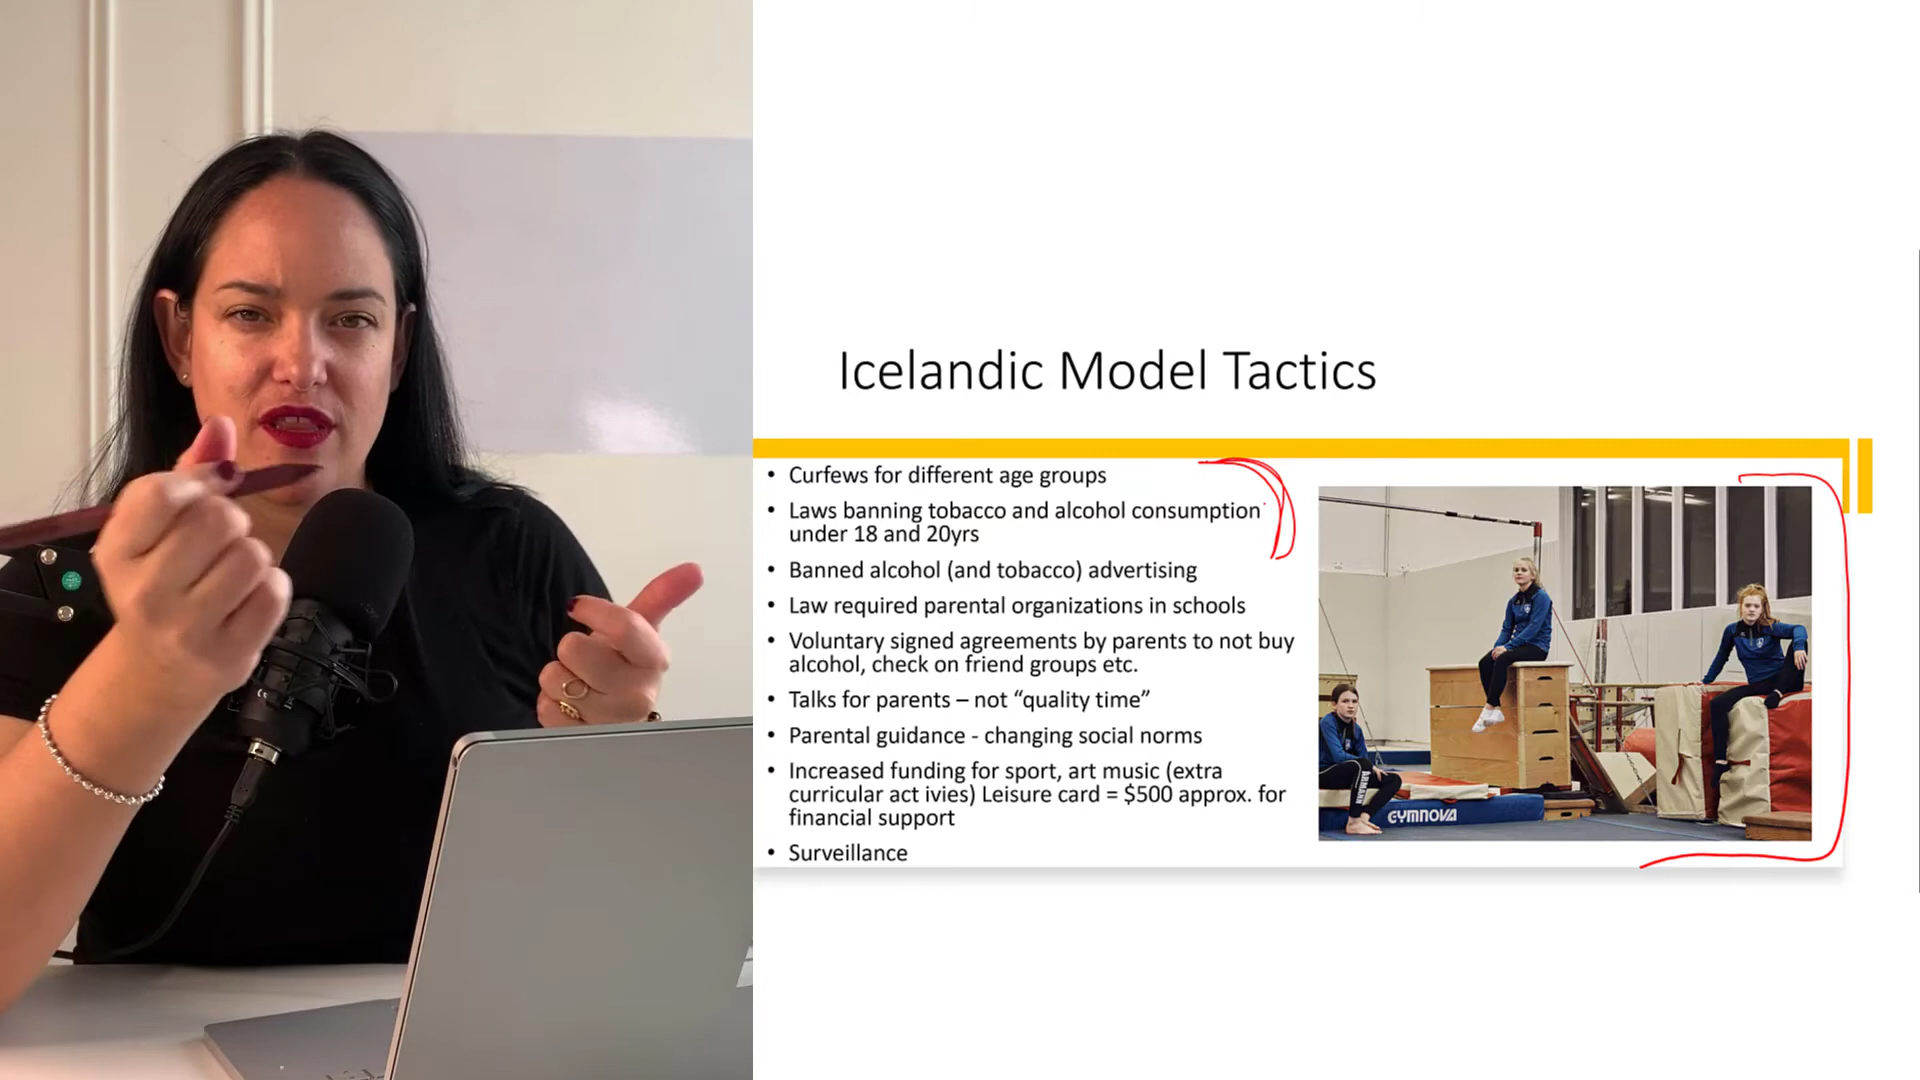 Icelandic Model Tactics
• Curfews for different age groups
• Laws banning tobacco and alcohol consumption
under 18 and 20yrs
• Banned alcohol (and tobacco) advertising
• Law required parental organizations in schools
• Voluntary signed agreements by parents to not buy
alcohol, check on friend groups etc.
• Talks for parents – not “quality time”
• Parental guidance - changing social norms
• Increased funding for sport, art music (extra
curricular act ivies) Leisure card = $500 approx. for
financial support
• Surveillance
ARMANN
GYMNOVA